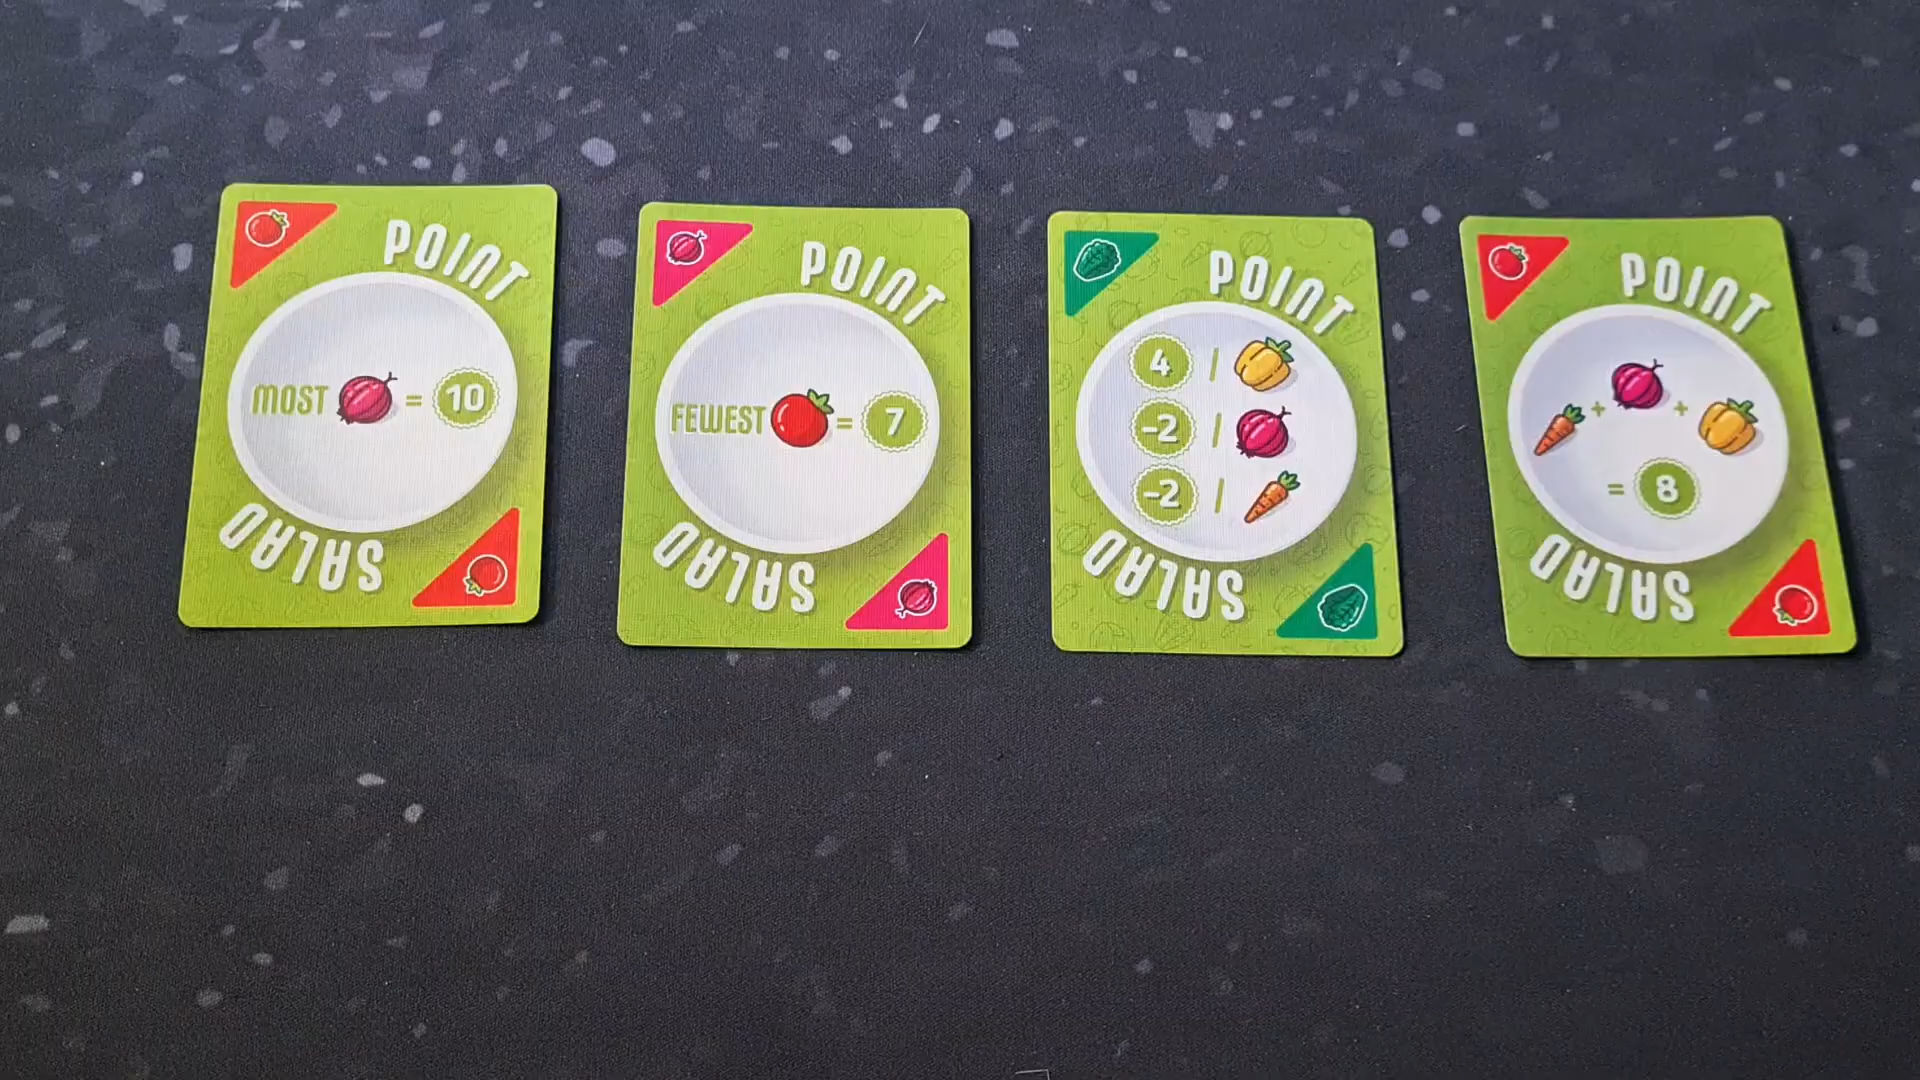 POINT
MOST = 10
SALAD
POINT
FEWEST = 7
SALAD
POINT
4 /
-2 /
-2 /
SALAD
POINT
+ +
= 8
SALAD